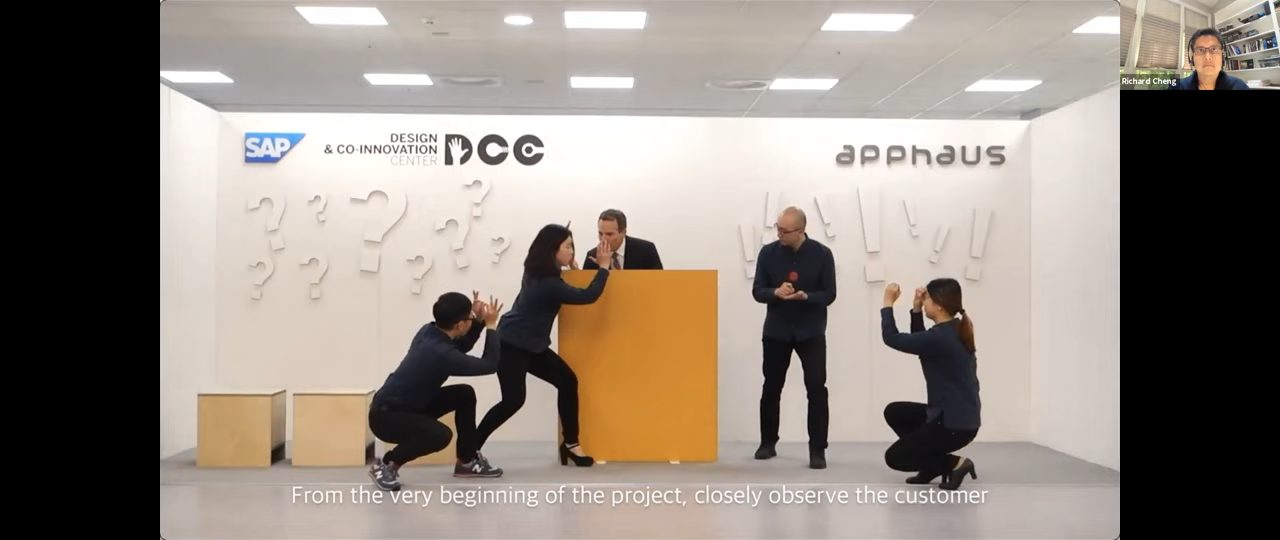 Richard Cheng
SAP
DESIGN
& CO-INNOVATION
CENTER
DCC
apphaus
? ? ? ? ? ? ? ? ?
! ! ! ! ! ! !
From the very beginning of the project, closely observe the customer